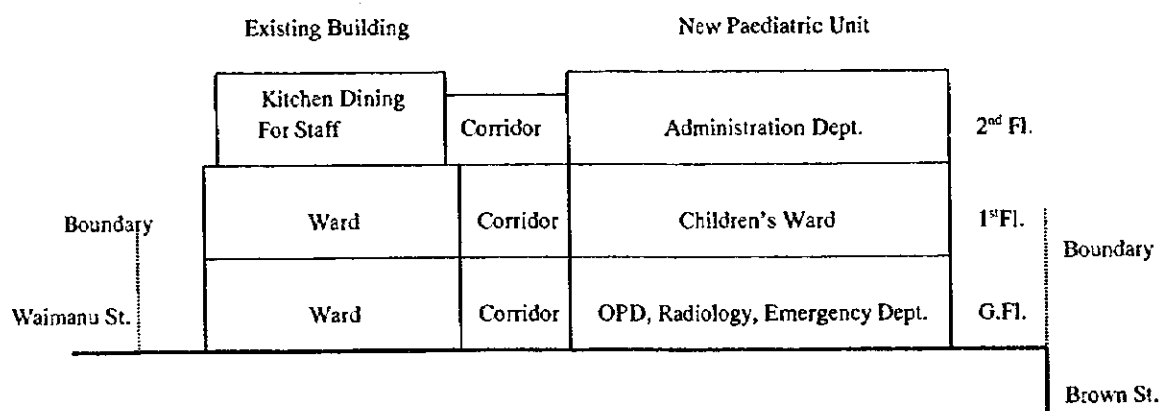 Existing Building New Paediatric Unit
Kitchen Dining
For Staff Corridor Administration Dept. 2nd Fl.
Boundary Ward Corridor Children's Ward 1st Fl.
Boundary
Waimanu St. Ward Corridor OPD, Radiology, Emergency Dept. G.Fl.
Brown St.